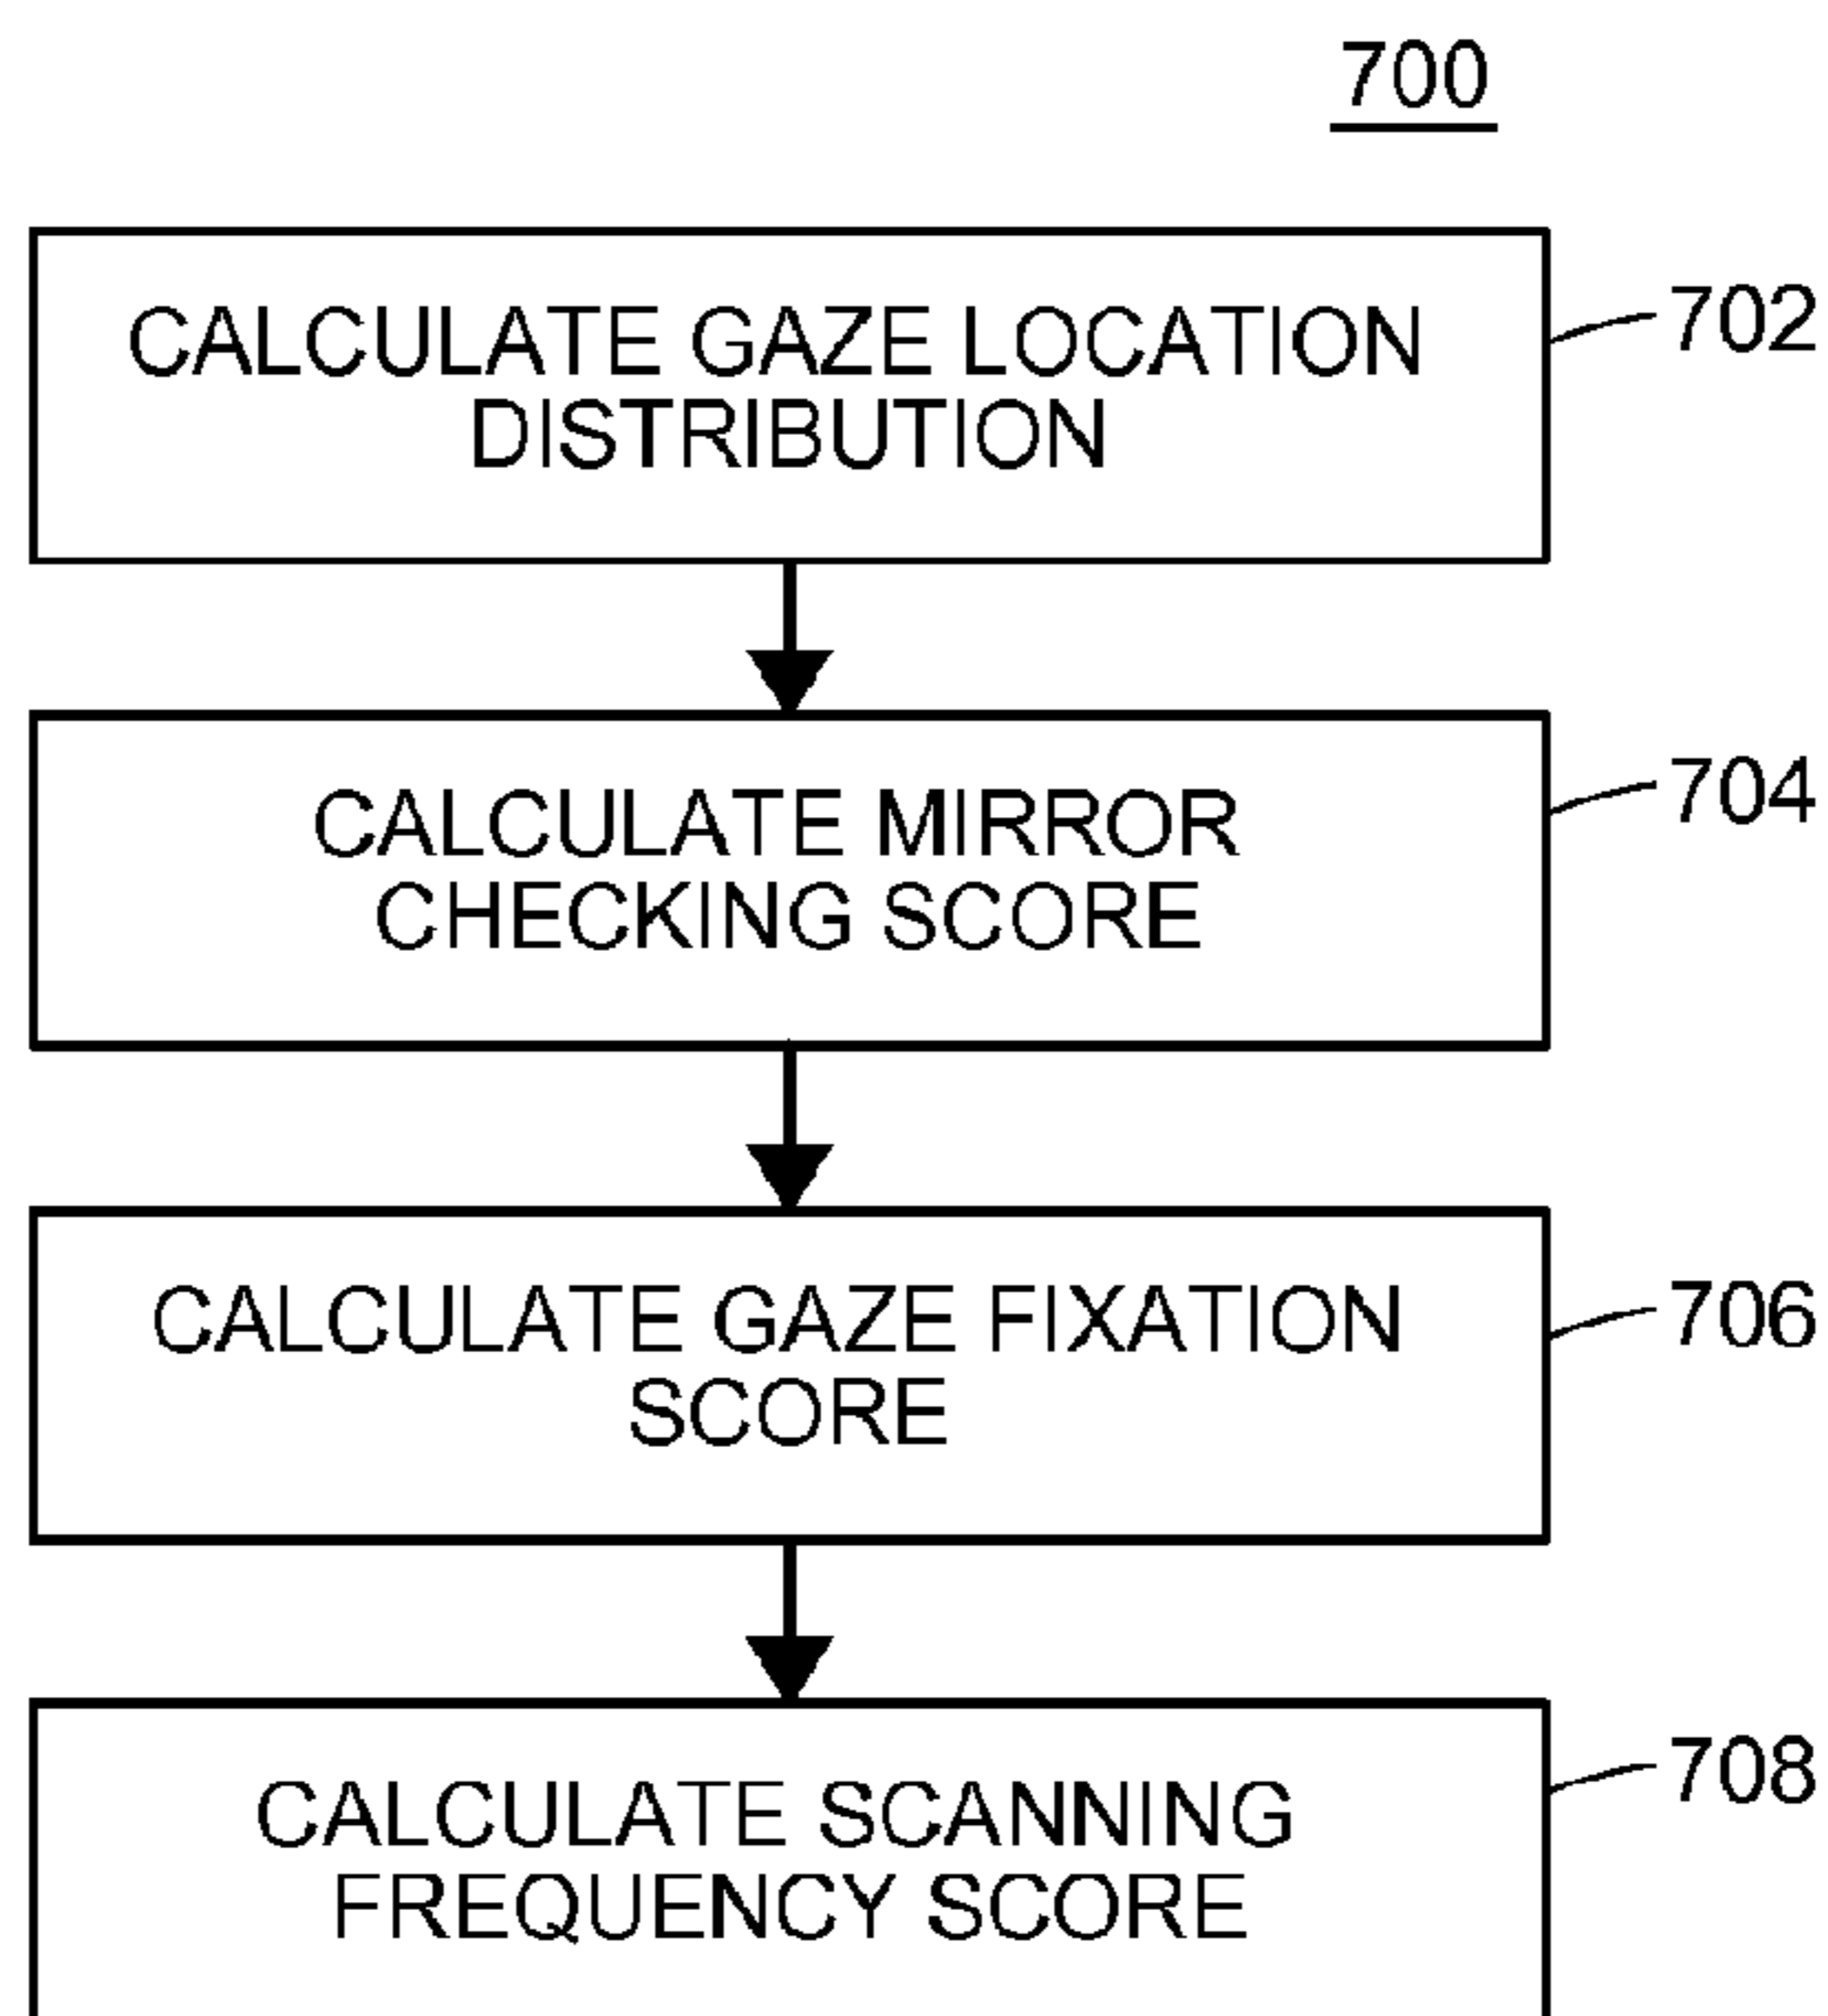 700
CALCULATE GAZE LOCATION
DISTRIBUTION
702
CALCULATE MIRROR
CHECKING SCORE
704
CALCULATE GAZE FIXATION
SCORE
706
CALCULATE SCANNING
FREQUENCY SCORE
708